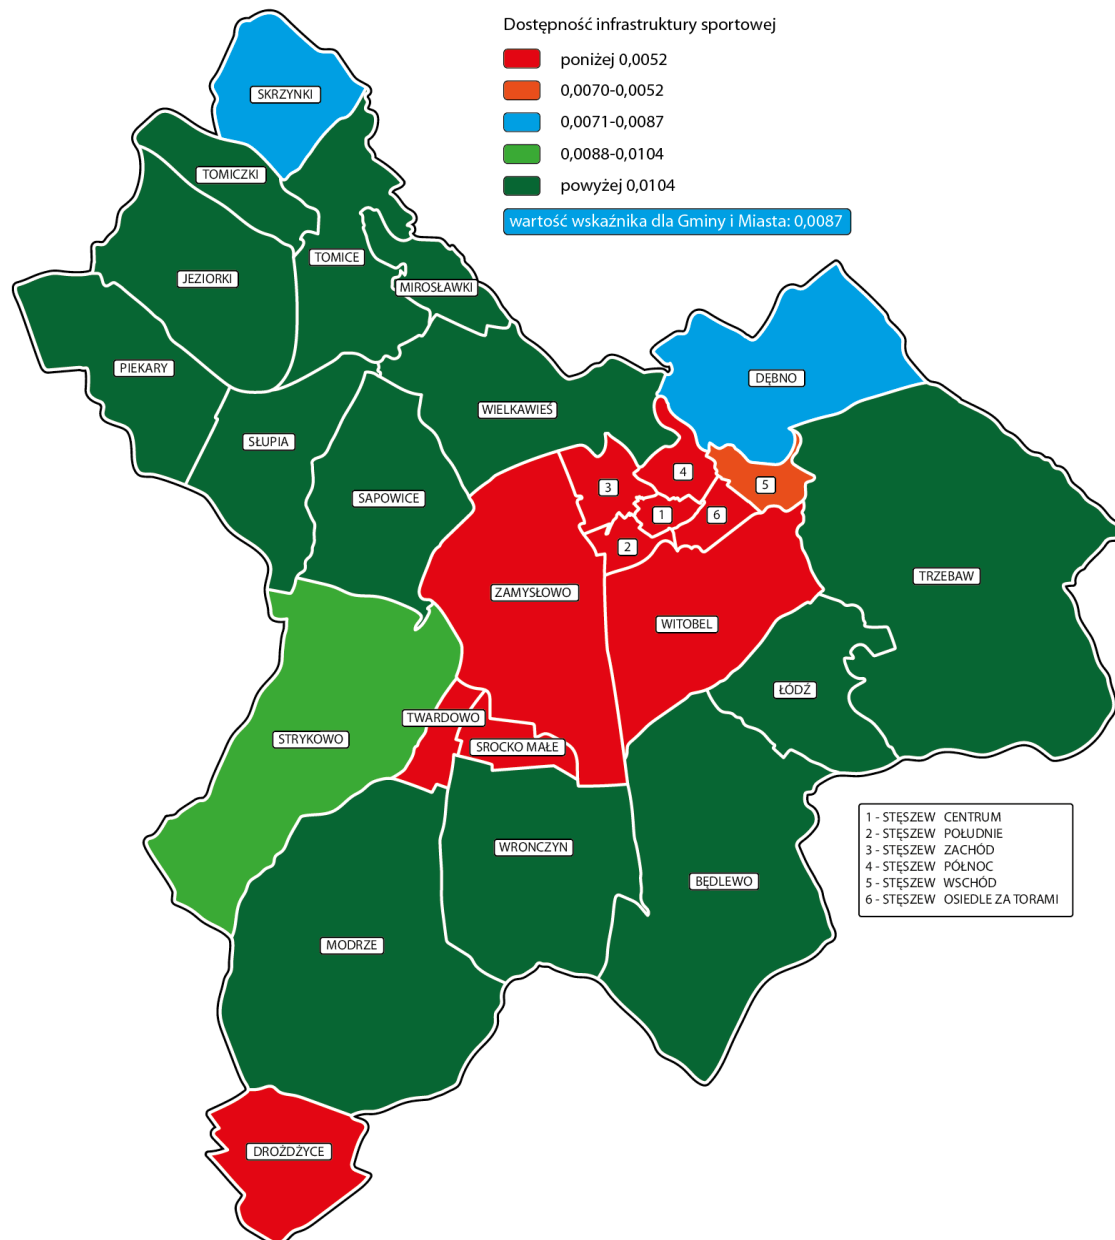 Dostępność infrastruktury sportowej
poniżej 0,0052
0,0070-0,0052
0,0071-0,0087
0,0088-0,0104
powyżej 0,0104
wartość wskaźnika dla Gminy i Miasta: 0,0087
SKRZYNKI
TOMICZKI
TOMICE
JEZIORKI
MIROSŁAWKI
PIEKARY
DĘBNO
WIELKAWIEŚ
SŁUPIA
SAPOWICE
4
3
5
1
6
2
TRZEBAW
ZAMYSŁOWO
WITOBEL
ŁÓDŹ
TWARDOWO
STRYKOWO
SROCKO MAŁE
1 - STĘSZEW CENTRUM
2 - STĘSZEW POŁUDNIE
3 - STĘSZEW ZACHÓD
4 - STĘSZEW PÓŁNOC
5 - STĘSZEW WSCHÓD
6 - STĘSZEW OSIEDLE ZA TORAMI
WRONCZYN
BĘDLEWO
MODRZE
DROŻDŻYCE